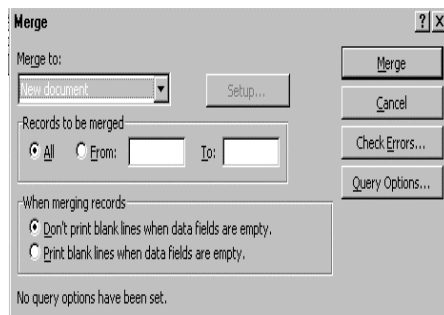 Merge
Merge to:
New document
Setup...
Records to be merged
All From: To:
When merging records
Don't print blank lines when data fields are empty.
Print blank lines when data fields are empty.
No query options have been set.
Merge
Cancel
Check Errors...
Query Options...